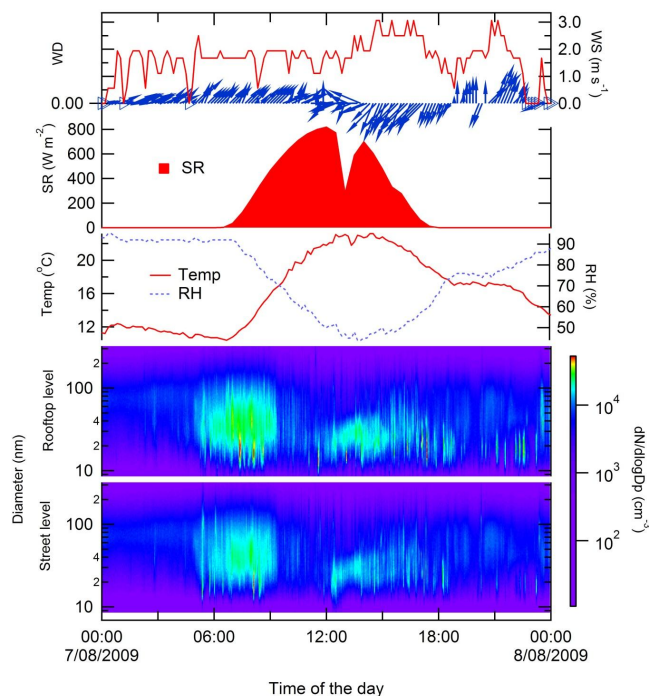 WD
0.00
3.0
2.0
1.0
0.0
WS (m s⁻¹)
SR (W m⁻²)
800
600
400
200
0
SR
Temp (°C)
20
16
12
Temp
RH
90
80
70
60
50
RH (%)
Diameter (nm)
Rooftop level
2
100
4
2
10
Street level
2
100
4
2
10
10⁴
10³
10²
dN/dlogDp (cm⁻³)
00:00 06:00 12:00 18:00 00:00
7/08/2009 8/08/2009
Time of the day